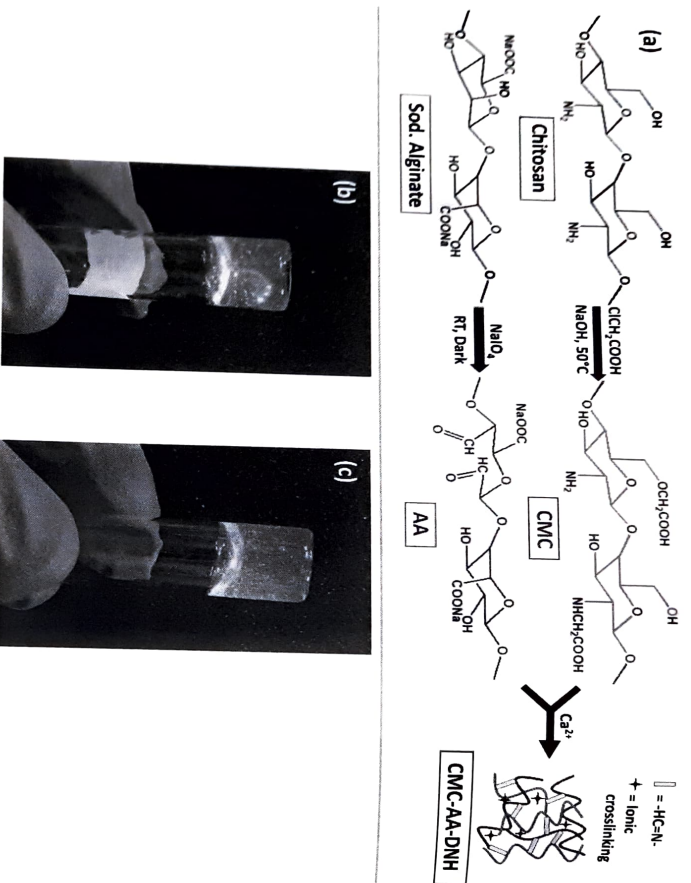 (a)
OH
OH
O
O
O
O
O
HO
HO
NH2
NH2
Chitosan
ClCH2COOH
NaOH, 50°C
OCH2COOH
OH
O
O
O
O
O
HO
HO
NH2
NHCH2COOH
CMC
NaOOC
HO
O
O
O
O
O
HO
HO
OH
COONa
Sod. Alginate
NaIO4
RT, Dark
NaOOC
O
O
O
O
O
CH
HC
O
O
HO
OH
COONa
AA
Ca2+
= -HC=N-
= Ionic
crosslinking
CMC-AA-DNH
(b)
(c)